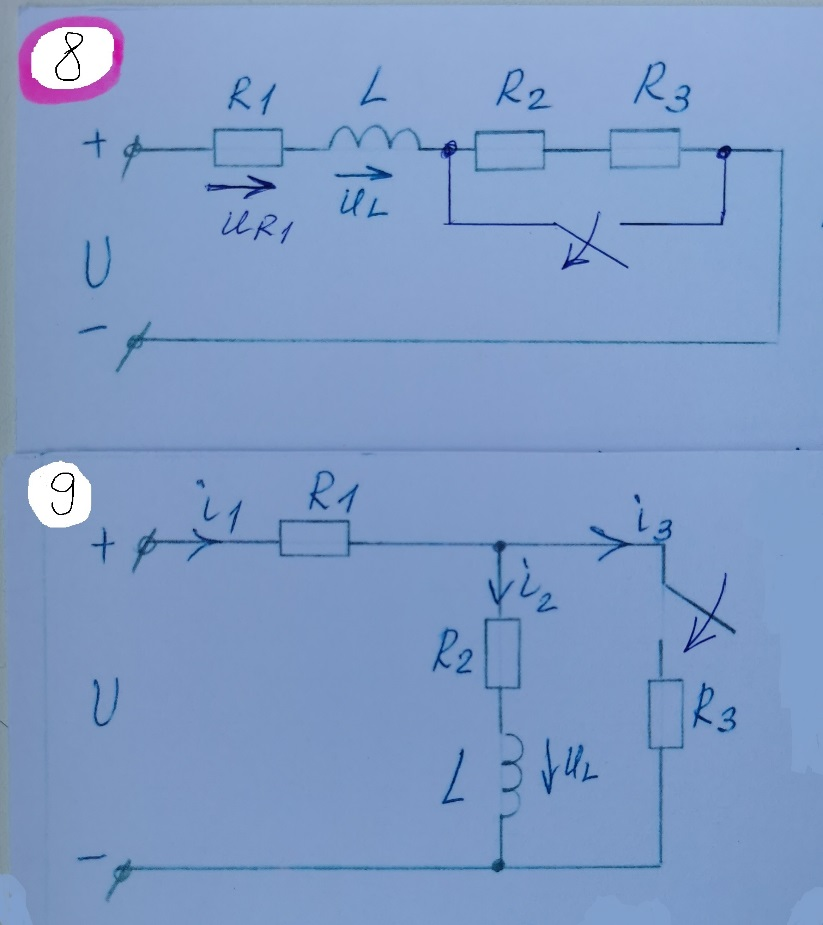 8
R1 L R2 R3
+
uR1 uL
U
−
9
i1 R1 i3
+
i2
R2
U R3
L uL
−